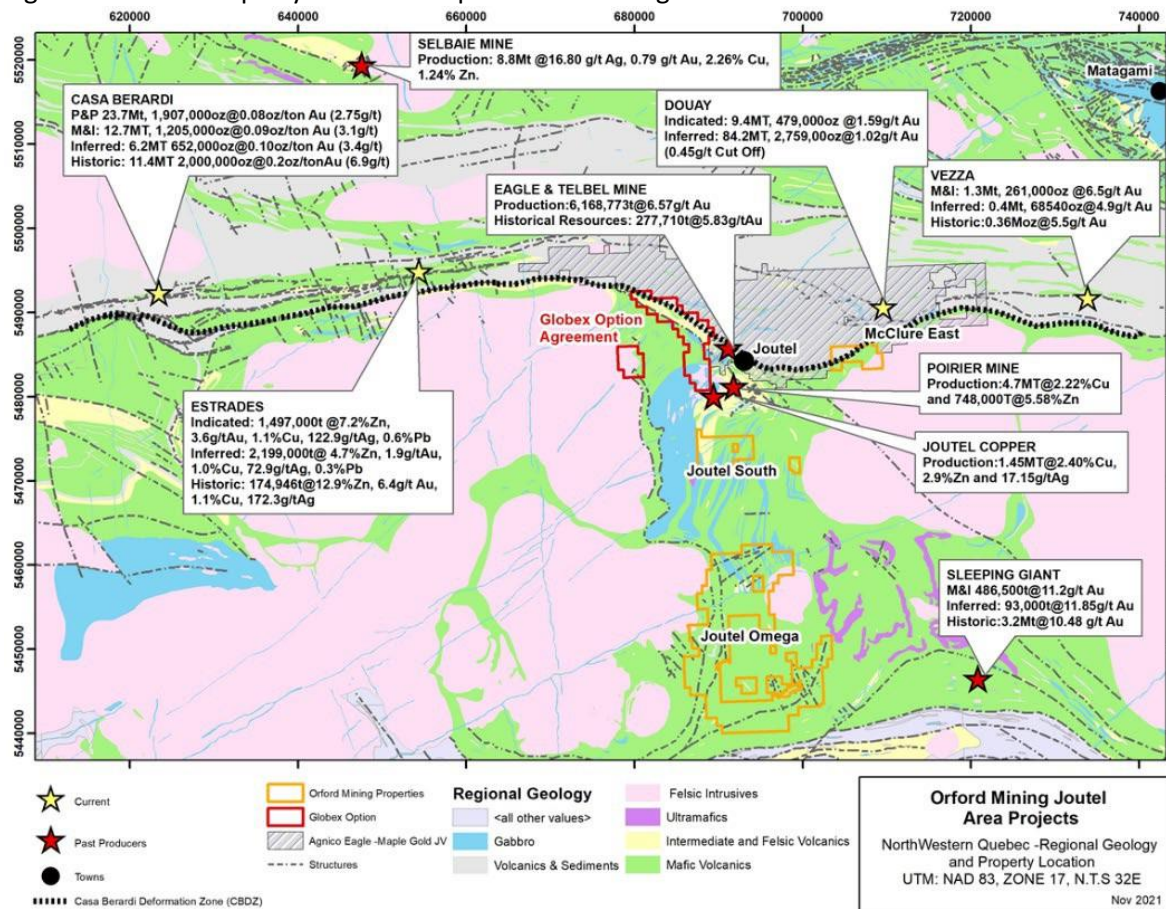 620000 640000 660000 680000 700000 720000 740000
5520000
5510000
5500000
5490000
5480000
5470000
5460000
5450000
5440000
SELBAIE MINE
Production: 8.8Mt @16.80 g/t Ag, 0.79 g/t Au, 2.26% Cu,
1.24% Zn.
Matagami
CASA BERARDI
P&P 23.7Mt, 1,907,000oz@0.08oz/ton Au (2.75g/t)
M&I: 12.7MT, 1,205,000oz@0.09oz/ton Au (3.1g/t)
Inferred: 6.2MT 652,000oz@0.10oz/ton Au (3.4g/t)
Historic: 11.4MT 2,000,000oz@0.2oz/tonAu (6.9g/t)
DOUAY
Indicated: 9.4MT, 479,000oz @1.59g/t Au
Inferred: 84.2MT, 2,759,00oz@1.02g/t Au
(0.45g/t Cut Off)
VEZZA
M&I: 1.3Mt, 261,000oz @6.5g/t Au
Inferred: 0.4Mt, 68540oz@4.9g/t Au
Historic:0.36Moz@5.5g/t Au
EAGLE & TELBEL MINE
Production:6,168,773t@6.57g/t Au
Historical Resources: 277,710t@5.83g/tAu
Globex Option
Agreement
Joutel
McClure East
POIRIER MINE
Production:4.7MT@2.22%Cu
and 748,000T@5.58%Zn
ESTRADES
Indicated: 1,497,000t @7.2%Zn,
3.6g/tAu, 1.1%Cu, 122.9g/tAg, 0.6%Pb
Inferred: 2,199,000t@ 4.7%Zn, 1.9g/tAu,
1.0%Cu, 72.9g/tAg, 0.3%Pb
Historic: 174,946t@12.9%Zn, 6.4g/t Au,
1.1%Cu, 172.3g/tAg
JOUTEL COPPER
Production:1.45MT@2.40%Cu,
2.9%Zn and 17.15g/tAg
Joutel South
SLEEPING GIANT
M&I 486,500t@11.2g/t Au
Inferred: 93,000t@11.85g/t Au
Historic:3.2Mt@10.48 g/t Au
Joutel Omega
Current
Past Producers
Towns
Casa Berardi Deformation Zone (CBDZ)
Orford Mining Properties
Globex Option
Agnico Eagle -Maple Gold JV
Structures
Regional Geology
<all other values>
Gabbro
Volcanics & Sediments
Felsic Intrusives
Ultramafics
Intermediate and Felsic Volcanics
Mafic Volcanics
Orford Mining Joutel
Area Projects
NorthWestern Quebec -Regional Geology
and Property Location
UTM: NAD 83, ZONE 17, N.T.S 32E
Nov 2021